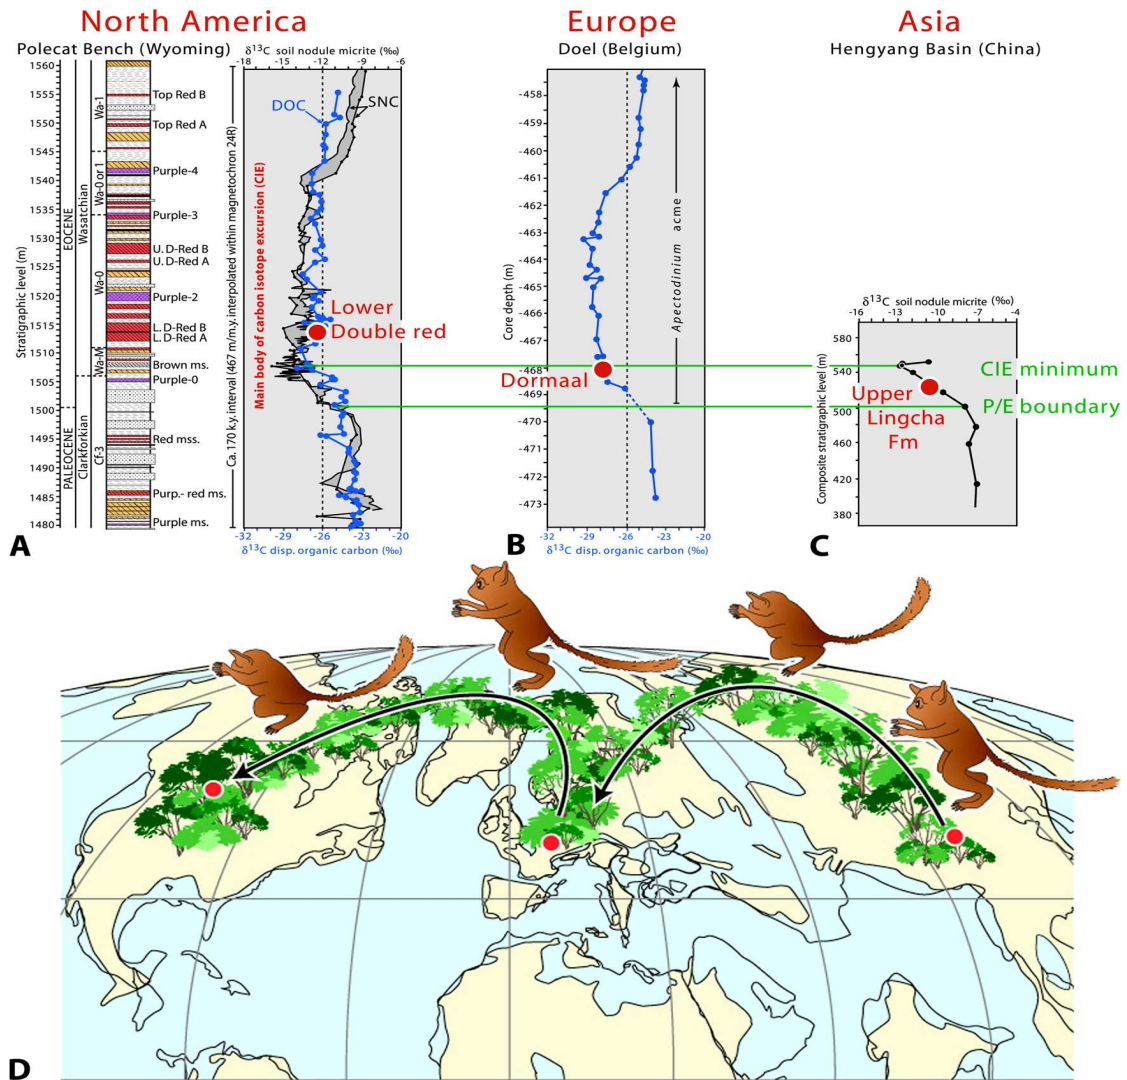 North America
Polecat Bench (Wyoming)
Europe
Doel (Belgium)
Asia
Hengyang Basin (China)
δ¹³C soil nodule micrite (‰)
-18 -15 -12 -9 -6
Stratigraphic level (m)
1560
1555
1550
1545
1540
1535
1530
1525
1520
1515
1510
1505
1500
1495
1490
1485
1480
EOCENE
PALEOCENE
Wasatchian
Clarkforkian
Wa-1
Wa-0 or 1
Wa-0
Wa-M
Cf-3
Top Red B
Top Red A
Purple-4
Purple-3
U. D-Red B
U. D-Red A
Purple-2
L. D-Red B
L. D-Red A
Brown ms.
Purple-0
Red mss.
Purp.- red ms.
Purple ms.
Ca. 170 k.y. interval (467 m/m.y. interpolated within magnetochron 24R)
Main body of carbon isotope excursion (CIE)
DOC
SNC
Lower
Double red
-32 -29 -26 -23 -20
δ¹³C disp. organic carbon (‰)
A
Core depth (m)
-458
-459
-460
-461
-462
-463
-464
-465
-466
-467
-468
-469
-470
-471
-472
-473
Apectodinium acme
Dormaal
-32 -29 -26 -23 -20
δ¹³C disp. organic carbon (‰)
B
δ¹³C soil nodule micrite (‰)
-16 -13 -10 -7 -4
Composite stratigraphic level (m)
580
540
500
460
420
380
Upper
Lingcha
Fm
CIE minimum
P/E boundary
C
D